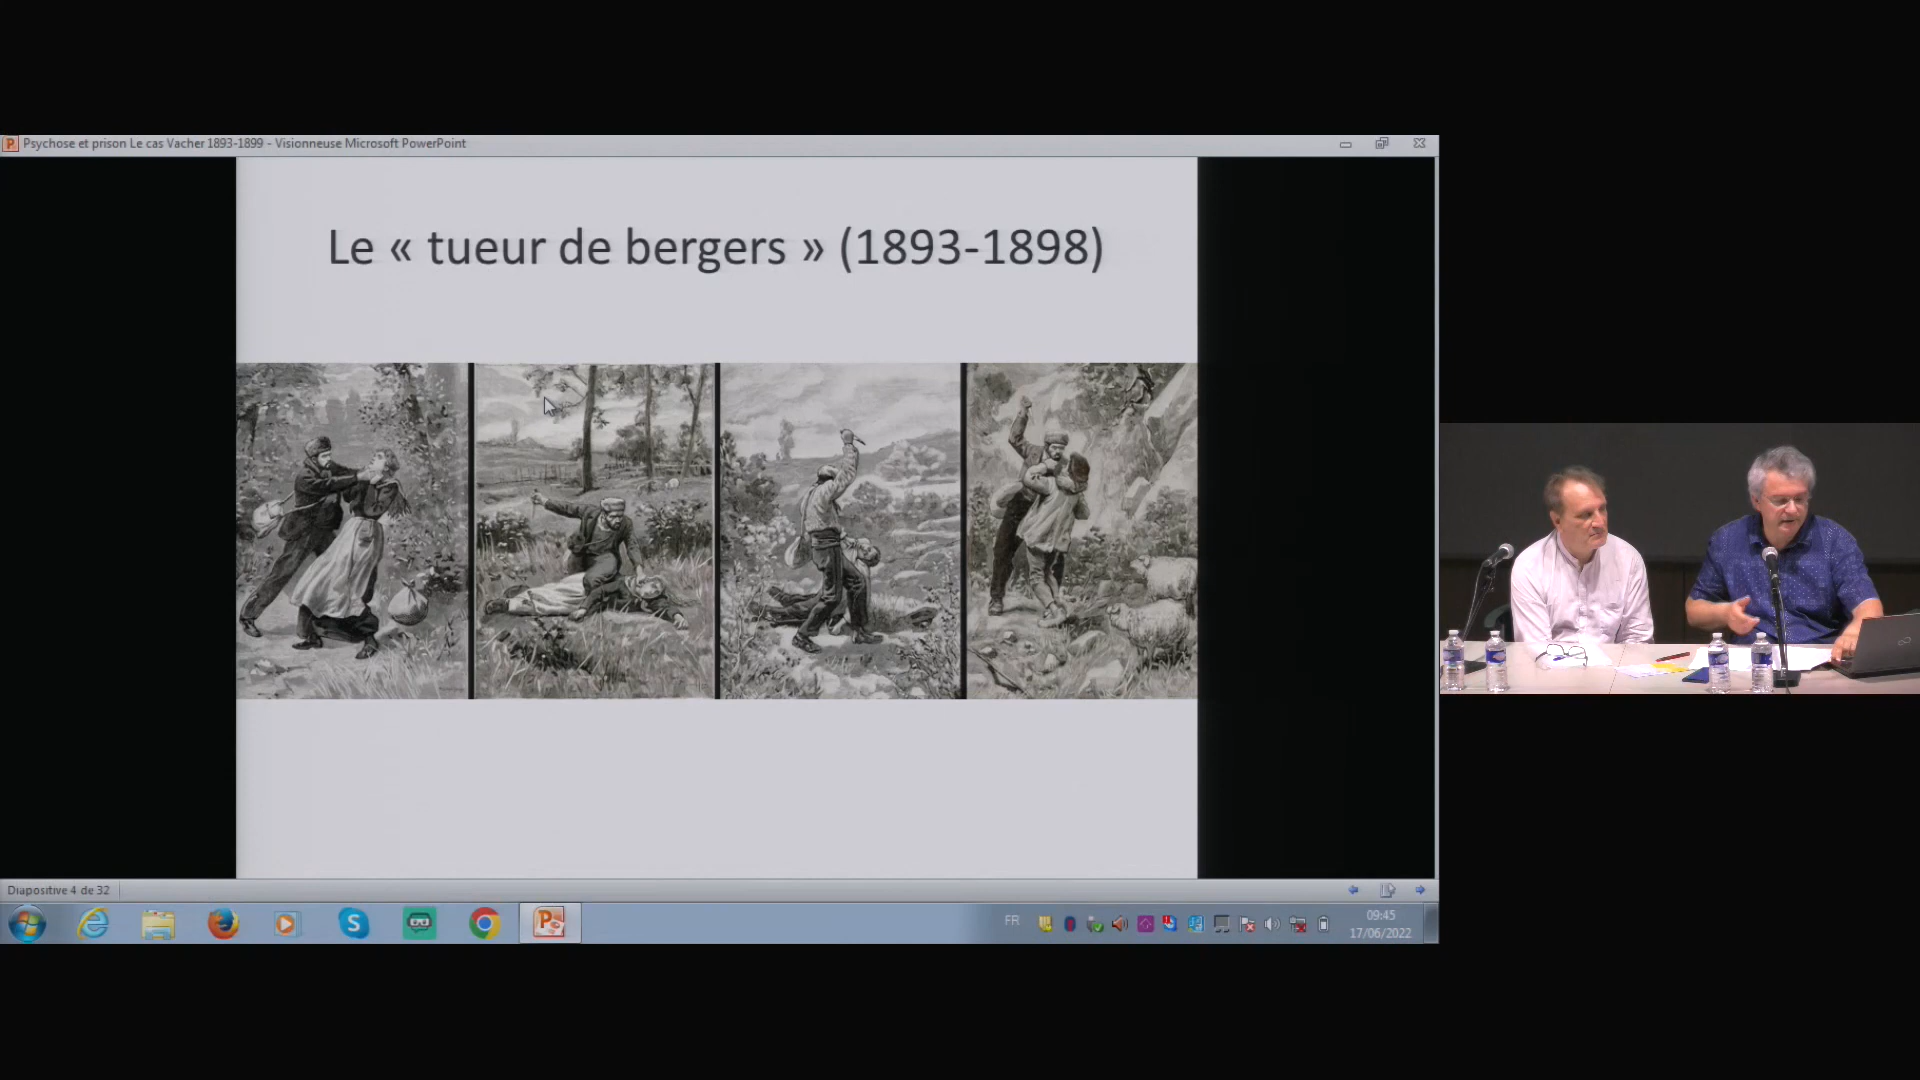 Psychose et prison Le cas Vacher 1893-1899 - Visionneuse Microsoft PowerPoint
Le « tueur de bergers » (1893-1898)
Diapositive 4 de 32
FR
09:45
17/06/2022